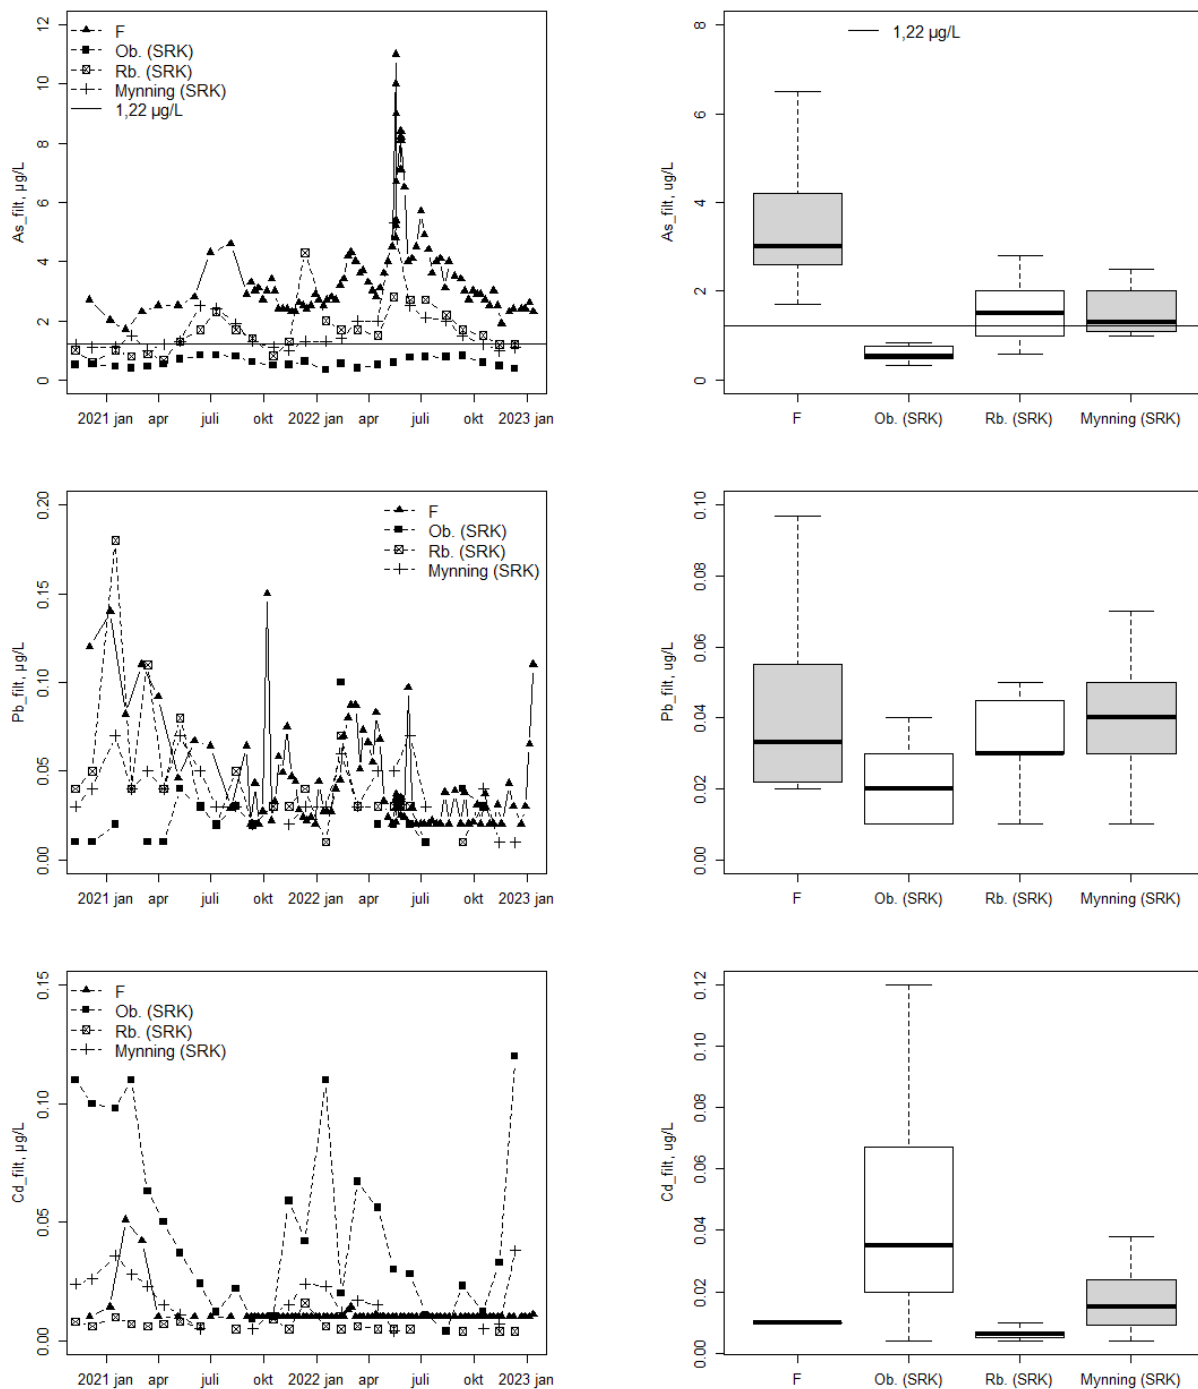 As_filt, µg/L
12
10
8
6
4
2
0
F
Ob. (SRK)
Rb. (SRK)
Mynning (SRK)
1,22 µg/L
2021 jan apr juli okt 2022 jan apr juli okt 2023 jan
As_filt, ug/L
8
6
4
2
0
1,22 µg/L
F Ob. (SRK) Rb. (SRK) Mynning (SRK)
Pb_filt, µg/L
0.20
0.15
0.10
0.05
0.00
F
Ob. (SRK)
Rb. (SRK)
Mynning (SRK)
2021 jan apr juli okt 2022 jan apr juli okt 2023 jan
Pb_filt, ug/L
0.10
0.08
0.06
0.04
0.02
0.00
F Ob. (SRK) Rb. (SRK) Mynning (SRK)
Cd_filt, µg/L
0.15
0.10
0.05
0.00
F
Ob. (SRK)
Rb. (SRK)
Mynning (SRK)
2021 jan apr juli okt 2022 jan apr juli okt 2023 jan
Cd_filt, ug/L
0.12
0.10
0.08
0.06
0.04
0.02
0.00
F Ob. (SRK) Rb. (SRK) Mynning (SRK)